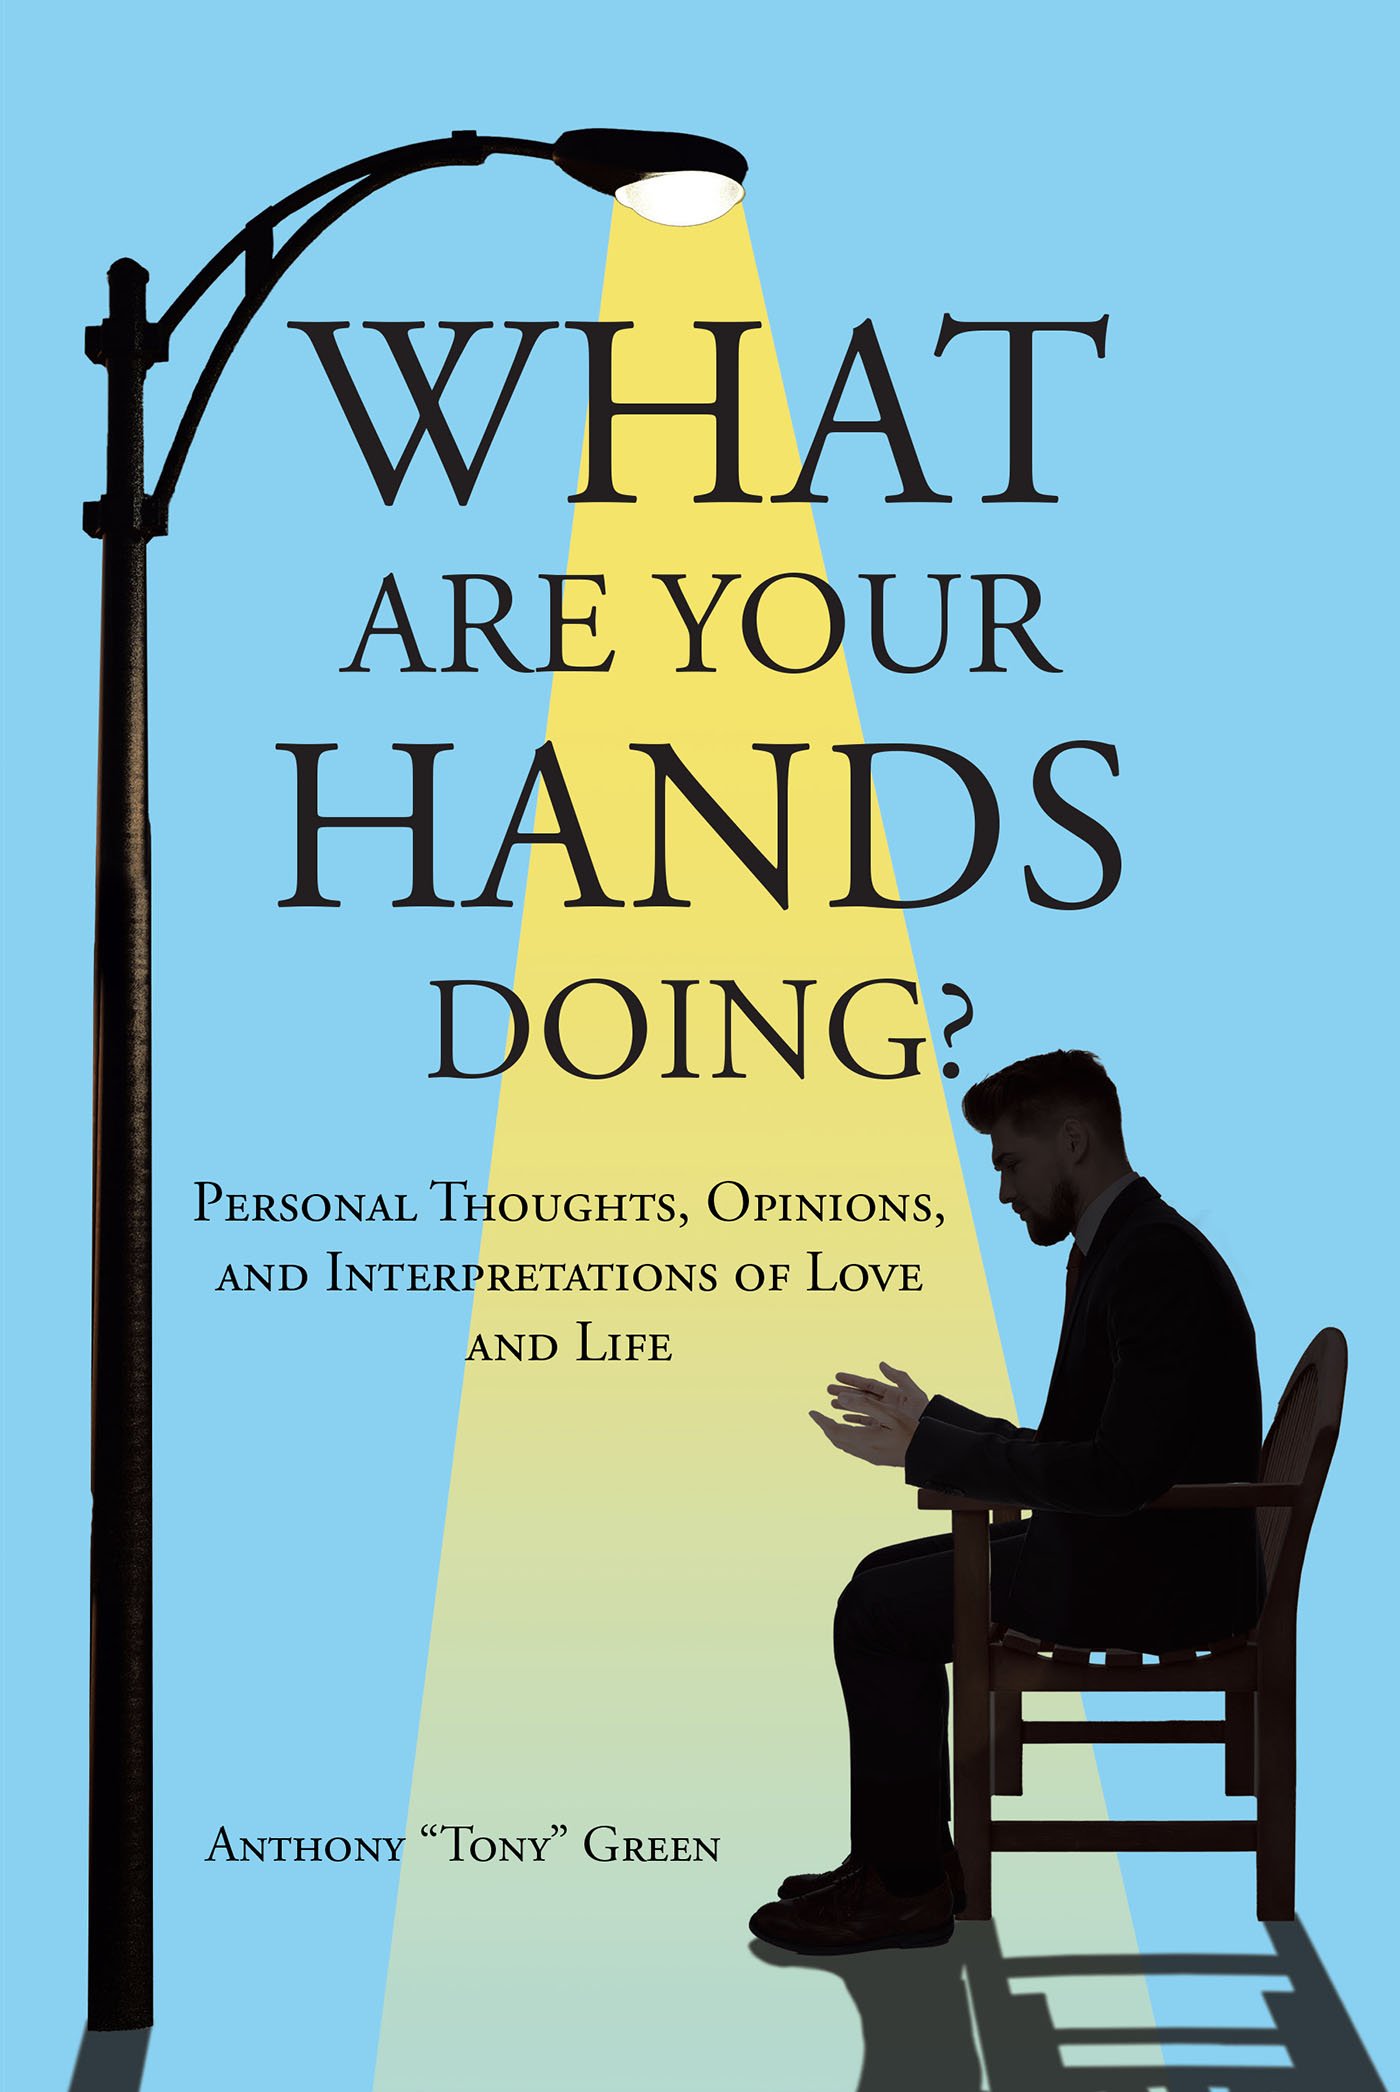 WHAT
ARE YOUR
HANDS
DOING?
Personal Thoughts, Opinions,
and Interpretations of Love
and Life
Anthony “Tony” Green